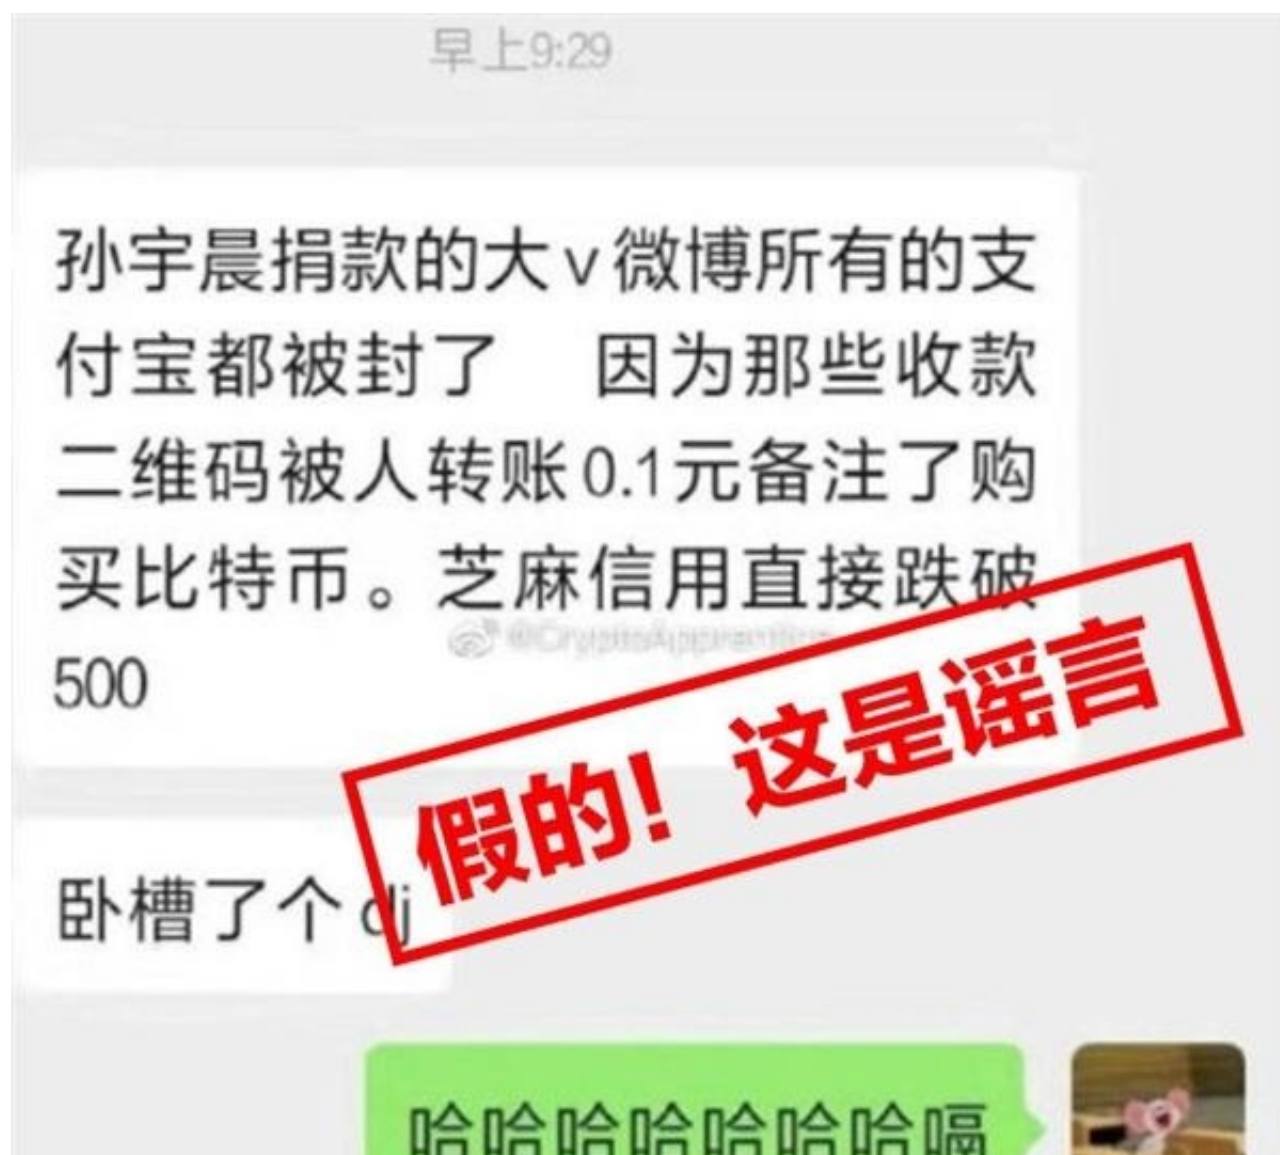 早上9:29
孙宇晨捐款的大v微博所有的支
付宝都被封了 因为那些收款
二维码被人转账0.1元备注了购
买比特币。芝麻信用直接跌破
@CryptoApprentice
500
假的！这是谣言
卧槽了个dj
哈哈哈哈哈哈哈嗝